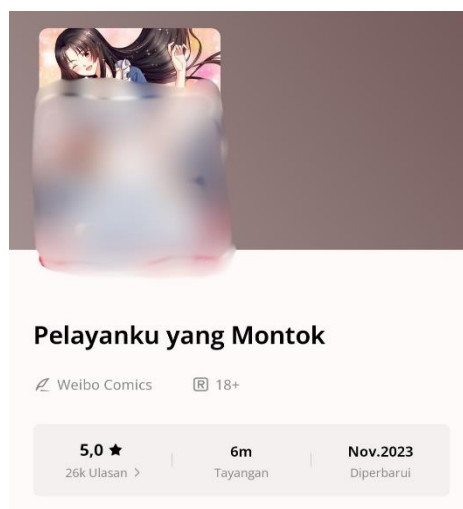 Pelayanku yang Montok
Weibo Comics R 18+
5,0 ★ 6m Nov.2023
26k Ulasan > Tayangan Diperbarui